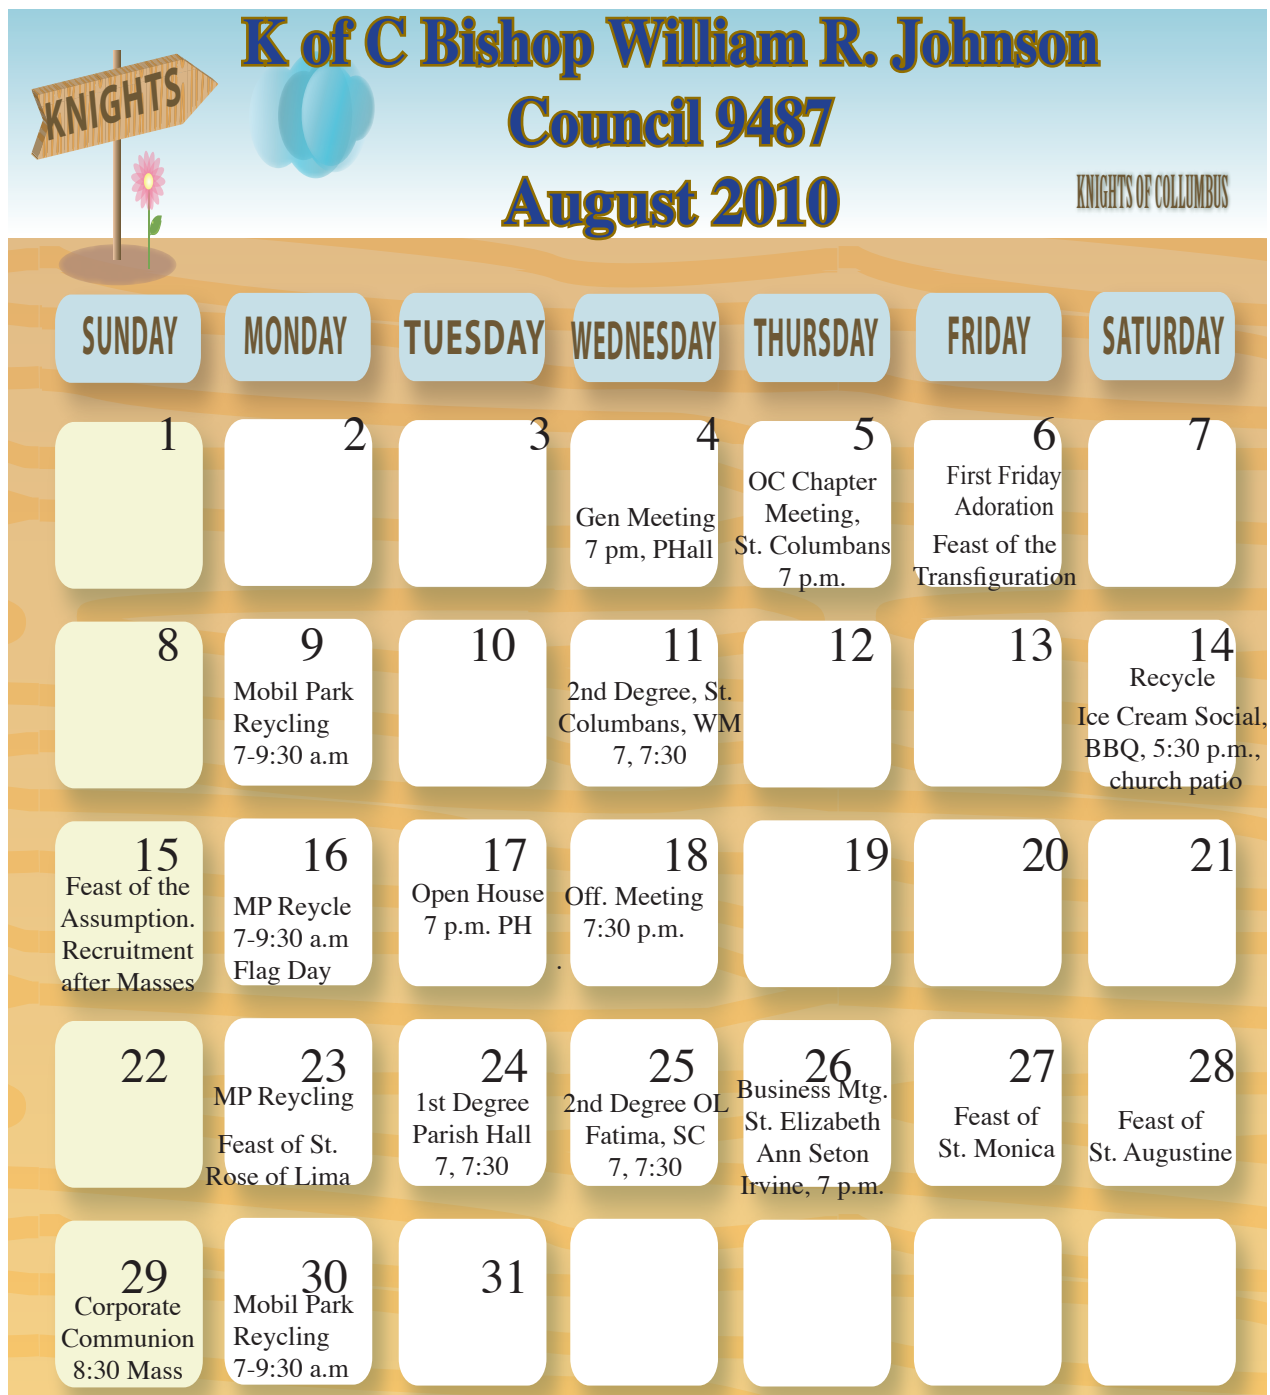 K of C Bishop William R. Johnson
Council 9487
August 2010
KNIGHTS
KNIGHTS OF COLLUMBUS
SUNDAY MONDAY TUESDAY WEDNESDAY THURSDAY FRIDAY SATURDAY
1
2
3
4
Gen Meeting
7 pm, PHall
5
OC Chapter
Meeting,
St. Columbans
7 p.m.
6
First Friday
Adoration
Feast of the
Transfiguration
7
8
9
Mobil Park
Reycling
7-9:30 a.m
10
11
2nd Degree, St.
Columbans, WM
7, 7:30
12
13
14
Recycle
Ice Cream Social,
BBQ, 5:30 p.m.,
church patio
15
Feast of the
Assumption.
Recruitment
after Masses
16
MP Reycle
7-9:30 a.m
Flag Day
17
Open House
7 p.m. PH
18
Off. Meeting
7:30 p.m.
.
19
20
21
22
23
MP Reycling
Feast of St.
Rose of Lima
24
1st Degree
Parish Hall
7, 7:30
25
2nd Degree OL
Fatima, SC
7, 7:30
26
Business Mtg.
St. Elizabeth
Ann Seton
Irvine, 7 p.m.
27
Feast of
St. Monica
28
Feast of
St. Augustine
29
Corporate
Communion
8:30 Mass
30
Mobil Park
Reycling
7-9:30 a.m
31